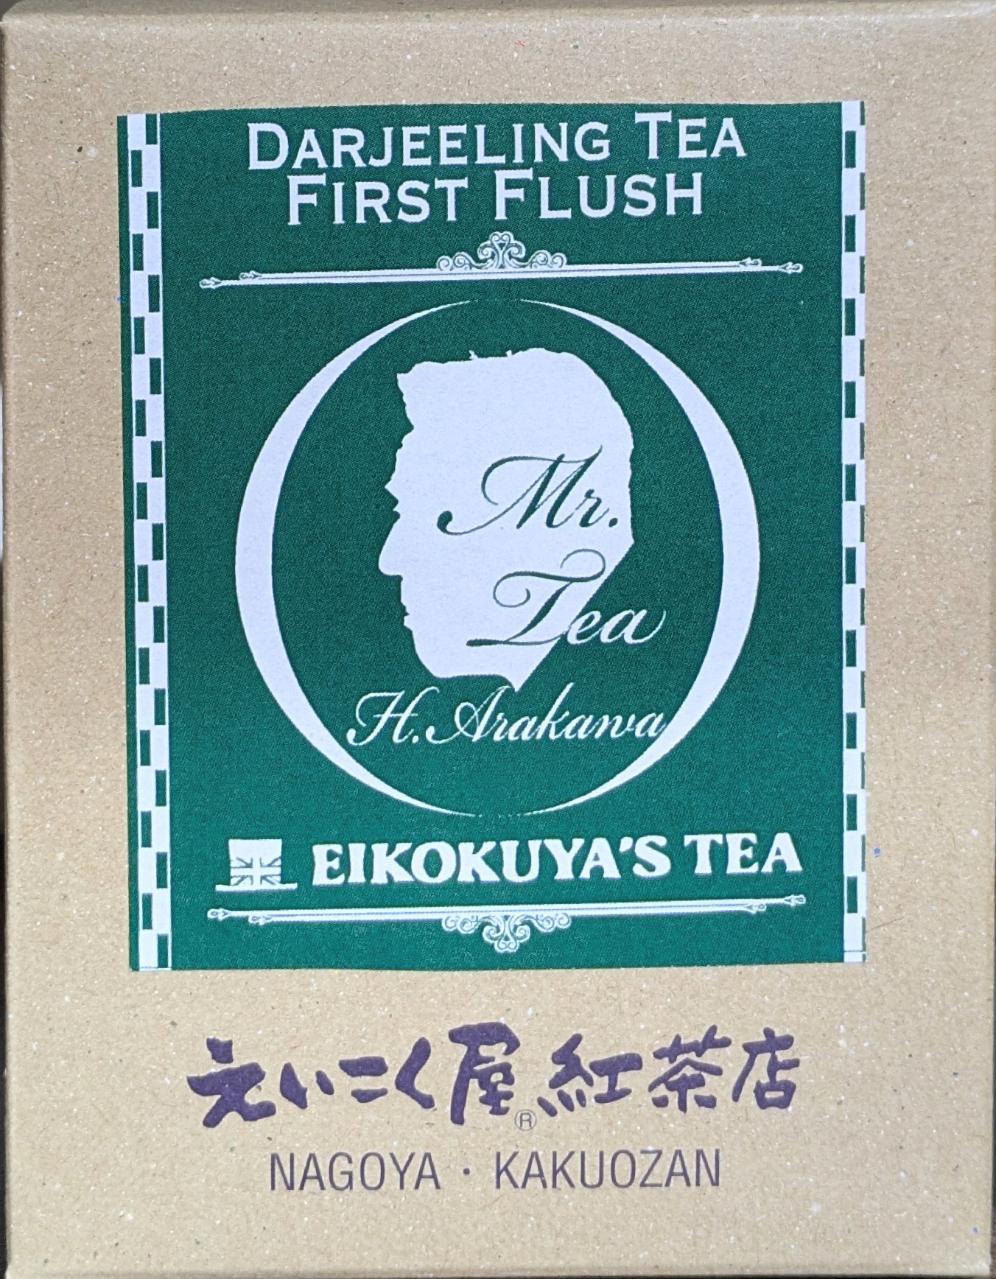 DARJEELING TEA
FIRST FLUSH
Mr.
Tea
H. Arakawa
EIKOKUYA'S TEA
えいこく屋®紅茶店
NAGOYA・KAKUOZAN